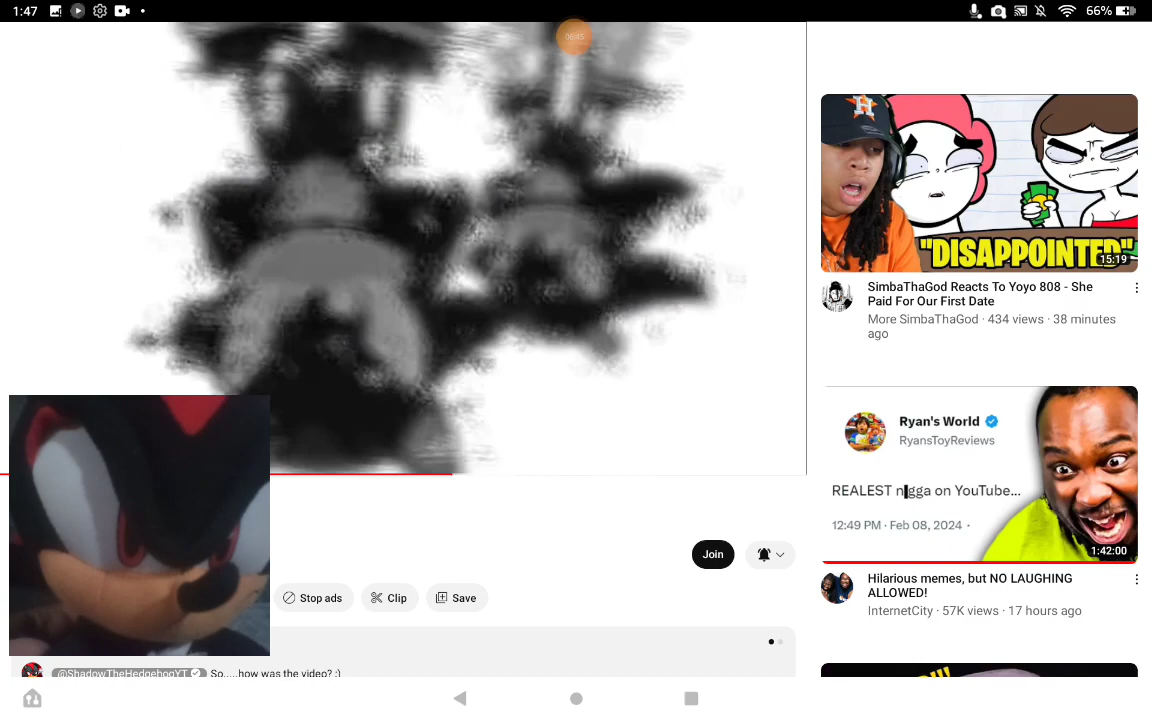 1:47
66%
06:45
"DISAPPOINTED"
15:19
SimbaThaGod Reacts To Yoyo 808 - She
Paid For Our First Date
More SimbaThaGod · 434 views · 38 minutes
ago
Ryan's World
RyansToyReviews
REALEST n▌gga on YouTube...
12:49 PM · Feb 08, 2024 ·
1:42:00
Hilarious memes, but NO LAUGHING
ALLOWED!
InternetCity · 57K views · 17 hours ago
Join
Stop ads
Clip
Save
@ShadowTheHedgehogYT So.....how was the video? :)